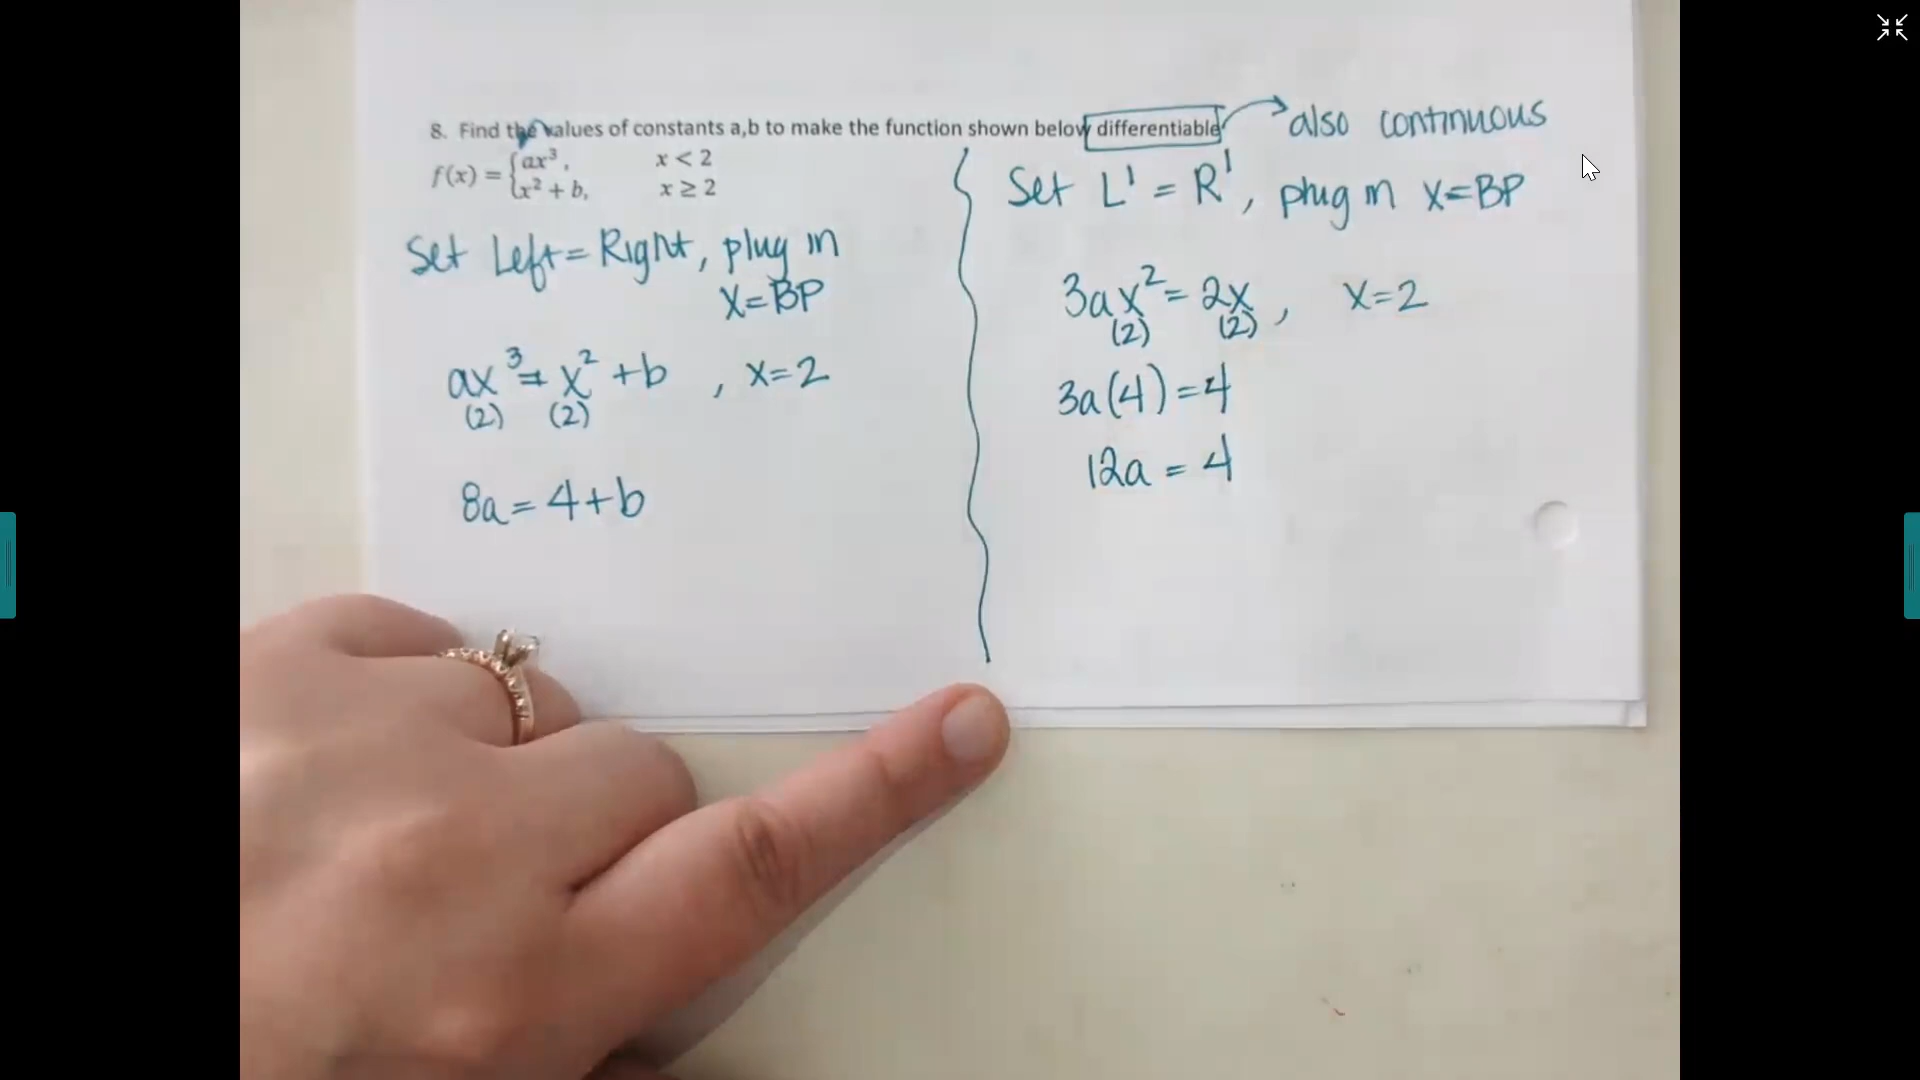 8. Find the values of constants a,b to make the function shown below differentiable
f(x) = { ax³, x < 2
x² + b, x ≥ 2
also continuous
Set Left = Right, plug in
X=BP
ax³ = x² + b , x=2
(2) (2)
8a = 4+b
Set L' = R' , plug in x=BP
3ax² = 2x , x=2
(2) (2)
3a(4) = 4
12a = 4